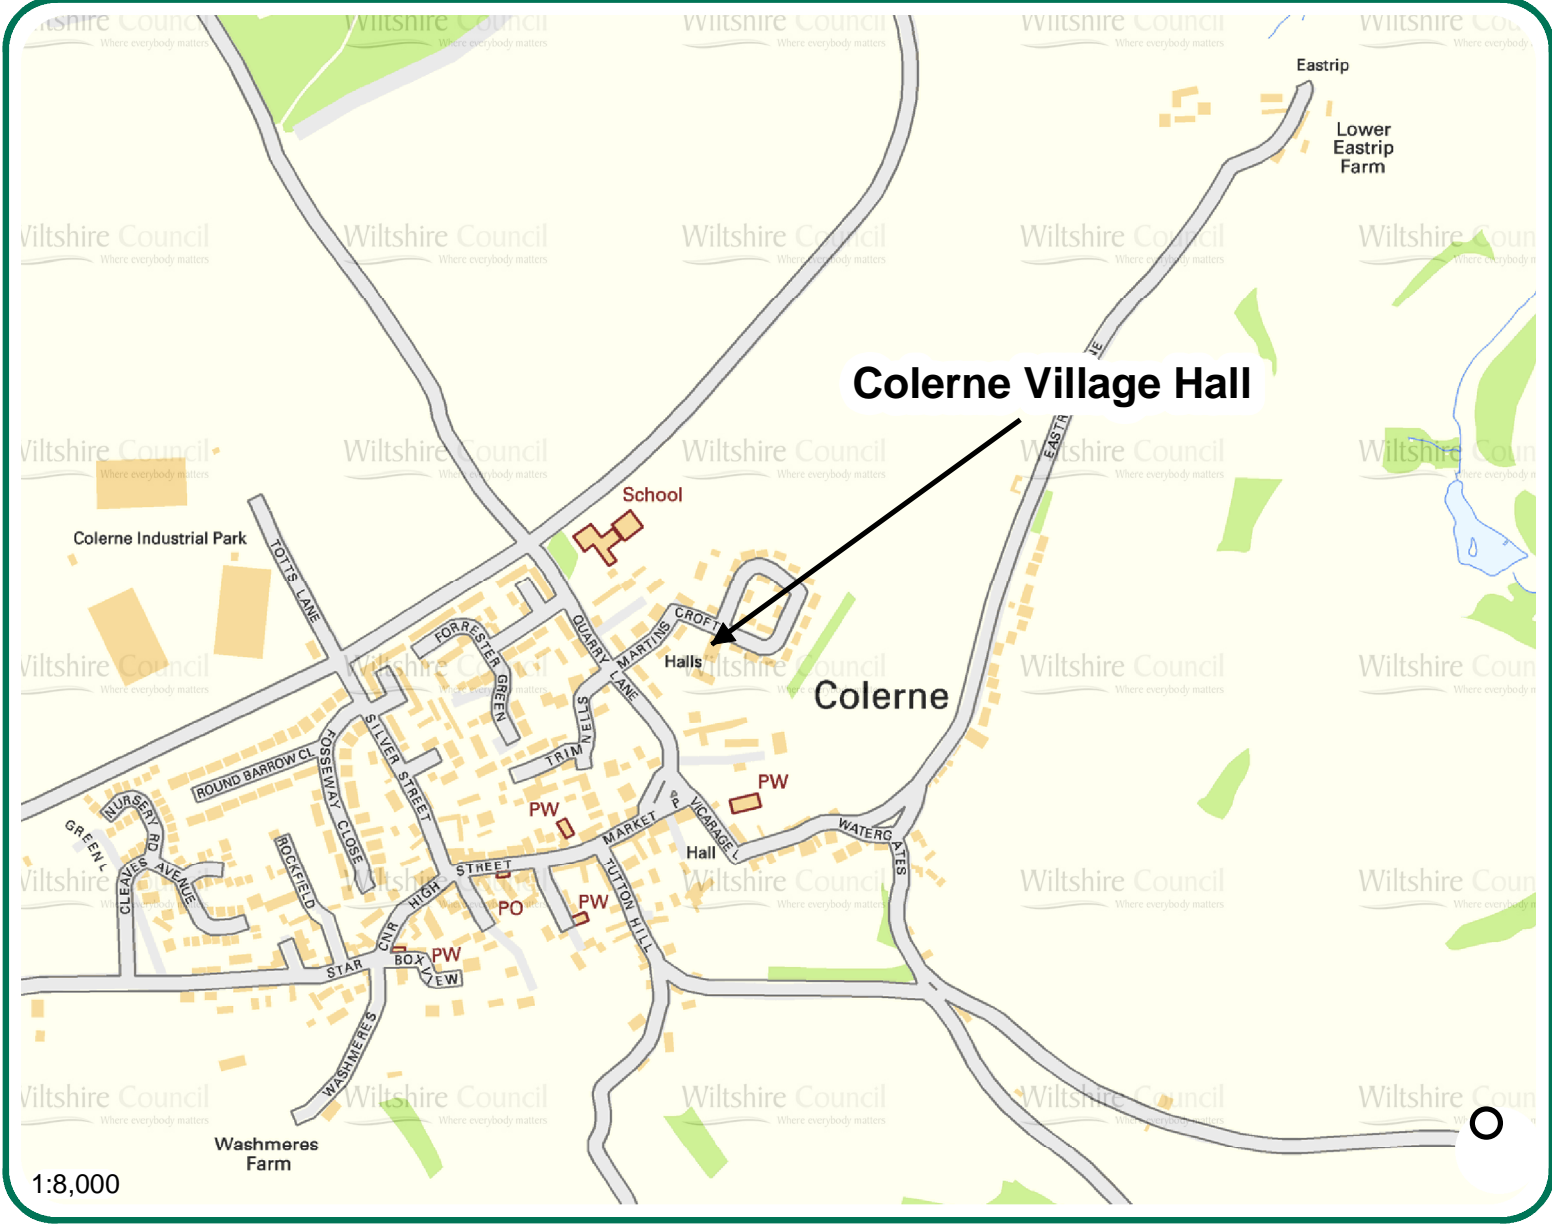 Wiltshire Council
Where everybody matters
Eastrip
Lower
Eastrip
Farm
Colerne Village Hall
School
Colerne Industrial Park
TOTTS LANE
FORRESTER GREEN
QUARRY LANE
MARTINS CROFT
Halls
Colerne
TRIM NELLS
SILVER STREET
FOSSEWAY CLOSE
ROUND BARROW CL
NURSERY RD
GREEN L
CLEAVES AVENUE
ROCKFIELD
PW
PW
VICARAGE L
MARKET
WATERGATES
Hall
HIGH STREET
TUTTON HILL
PO
PW
PW
CNR
STAR
BOX VIEW
WASHMERES
Washmeres
Farm
1:8,000